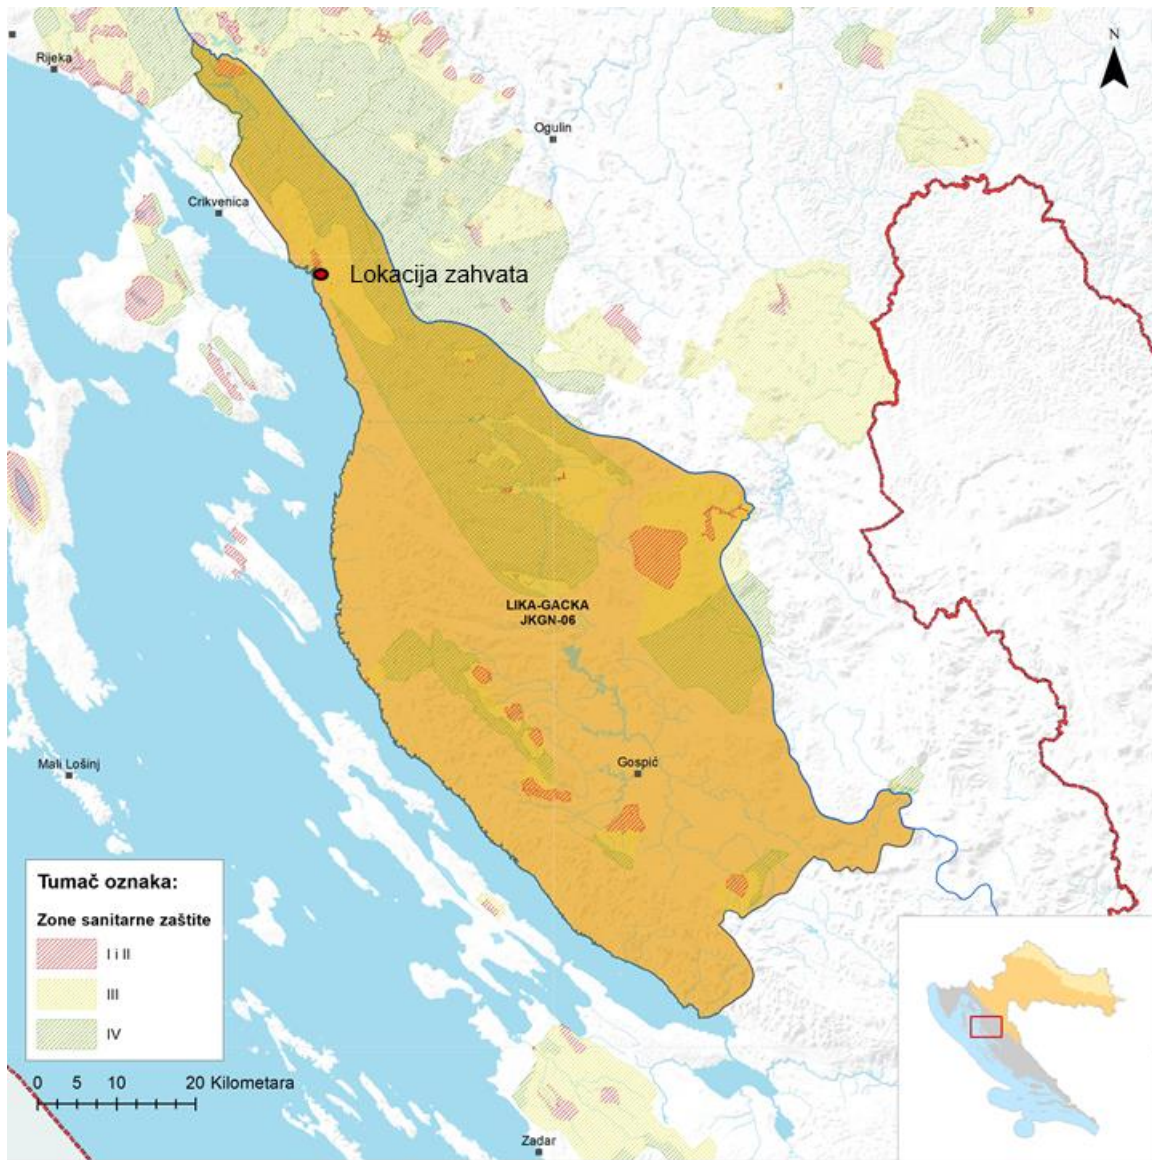 N
Rijeka
Ogulin
Crikvenica
Lokacija zahvata
LIKA-GACKA
JKGN-06
Gospić
Mali Lošinj
Tumač oznaka:
Zone sanitarne zaštite
I i II
III
IV
0 5 10 20 Kilometara
Zadar